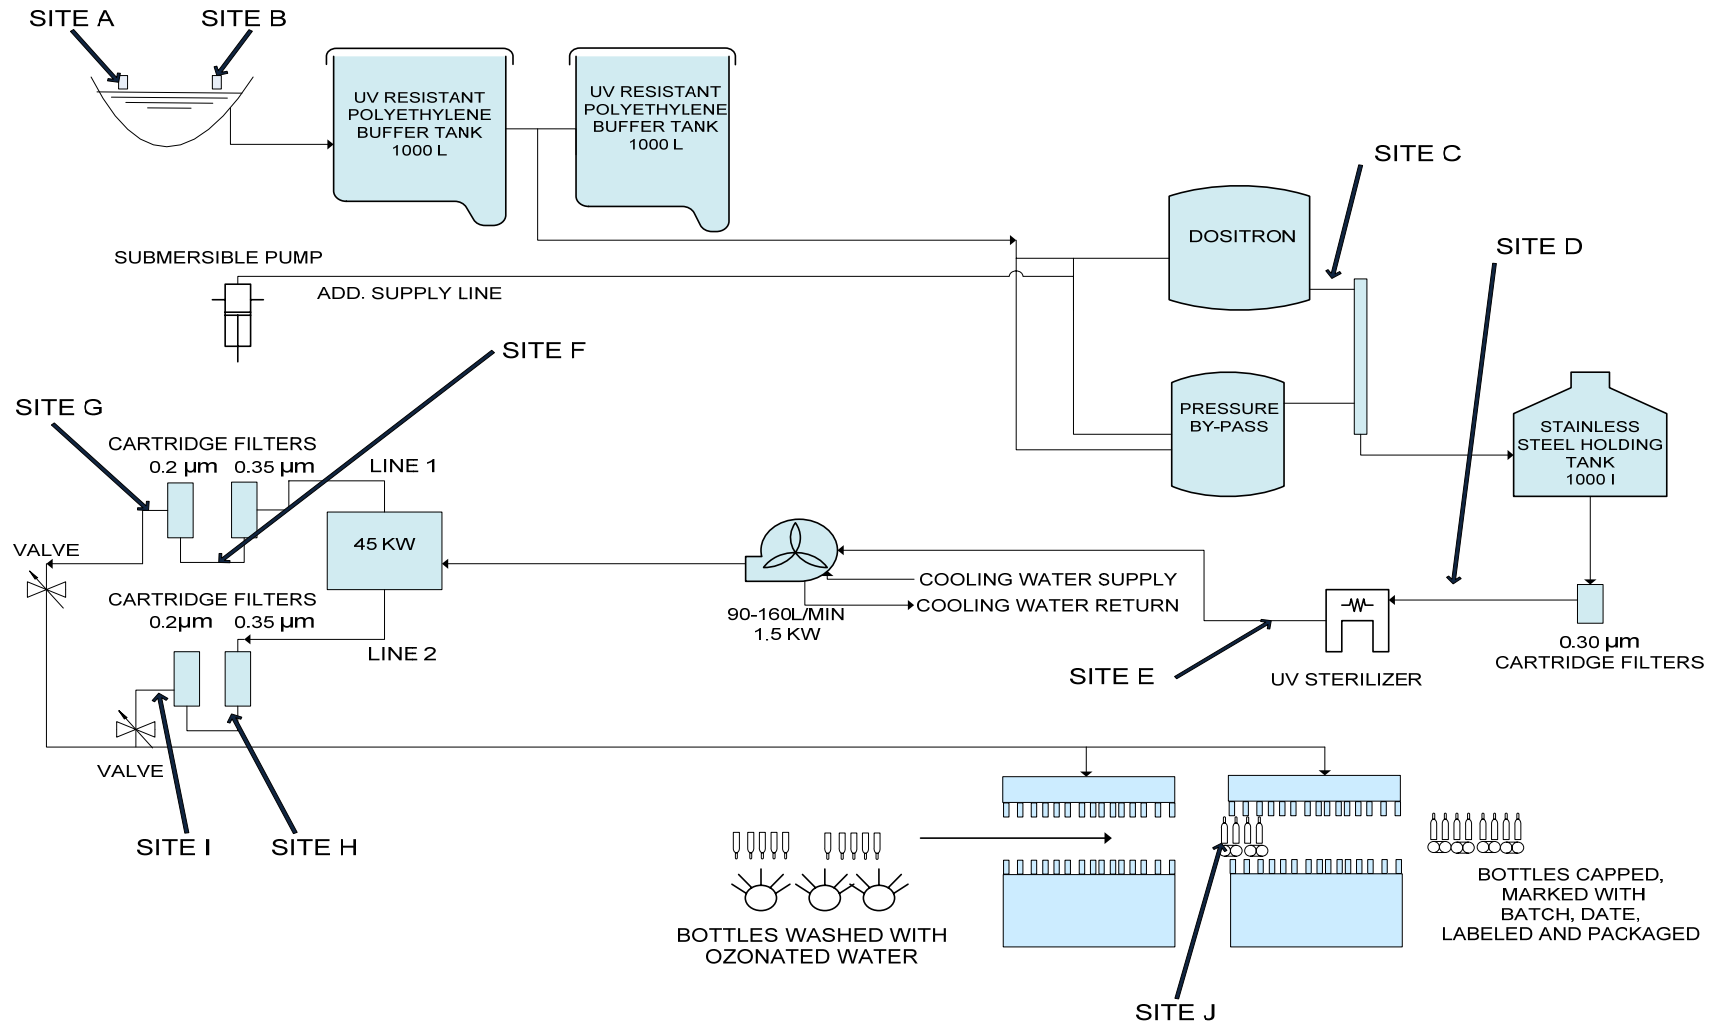 SITE A
SITE B
UV RESISTANT
POLYETHYLENE
BUFFER TANK
1000 L
UV RESISTANT
POLYETHYLENE
BUFFER TANK
1000 L
SITE C
DOSITRON
SITE D
SUBMERSIBLE PUMP
ADD. SUPPLY LINE
SITE F
SITE G
PRESSURE
BY-PASS
STAINLESS
STEEL HOLDING
TANK
1000 l
CARTRIDGE FILTERS
0.2 µm 0.35 µm
LINE 1
45 KW
VALVE
COOLING WATER SUPPLY
COOLING WATER RETURN
90-160L/MIN
1.5 KW
CARTRIDGE FILTERS
0.2µm 0.35 µm
LINE 2
0.30 µm
CARTRIDGE FILTERS
SITE E
UV STERILIZER
VALVE
SITE I
SITE H
BOTTLES WASHED WITH
OZONATED WATER
BOTTLES CAPPED,
MARKED WITH
BATCH, DATE,
LABELED AND PACKAGED
SITE J